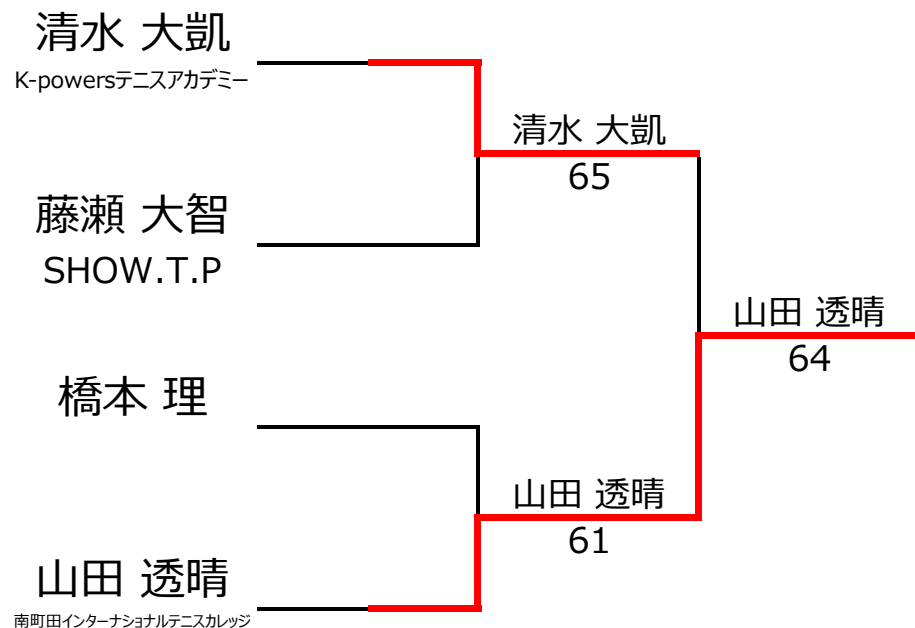 清水 大凱
K-powersテニスアカデミー
清水 大凱
65
藤瀬 大智
SHOW.T.P
山田 透晴
64
橋本 理
山田 透晴
61
山田 透晴
南町田インターナショナルテニスカレッジ